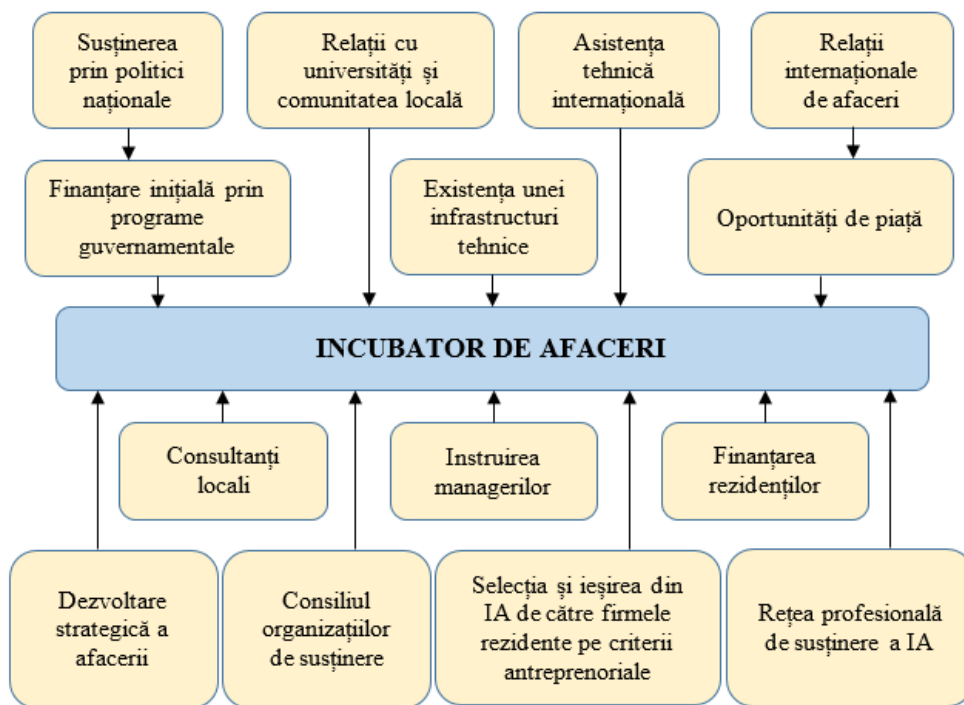 Susținerea
prin politici
naționale
Relații cu
universități și
comunitatea locală
Asistența
tehnică
internațională
Relații
internaționale
de afaceri
Finanțare inițială prin
programe
guvernamentale
Existența unei
infrastructuri
tehnice
Oportunități de piață
INCUBATOR DE AFACERI
Consultanți
locali
Instruirea
managerilor
Finanțarea
rezidenților
Dezvoltare
strategică a
afacerii
Consiliul
organizațiilor
de susținere
Selecția și ieșirea din
IA de către firmele
rezidente pe criterii
antreprenoriale
Rețea profesională
de susținere a IA